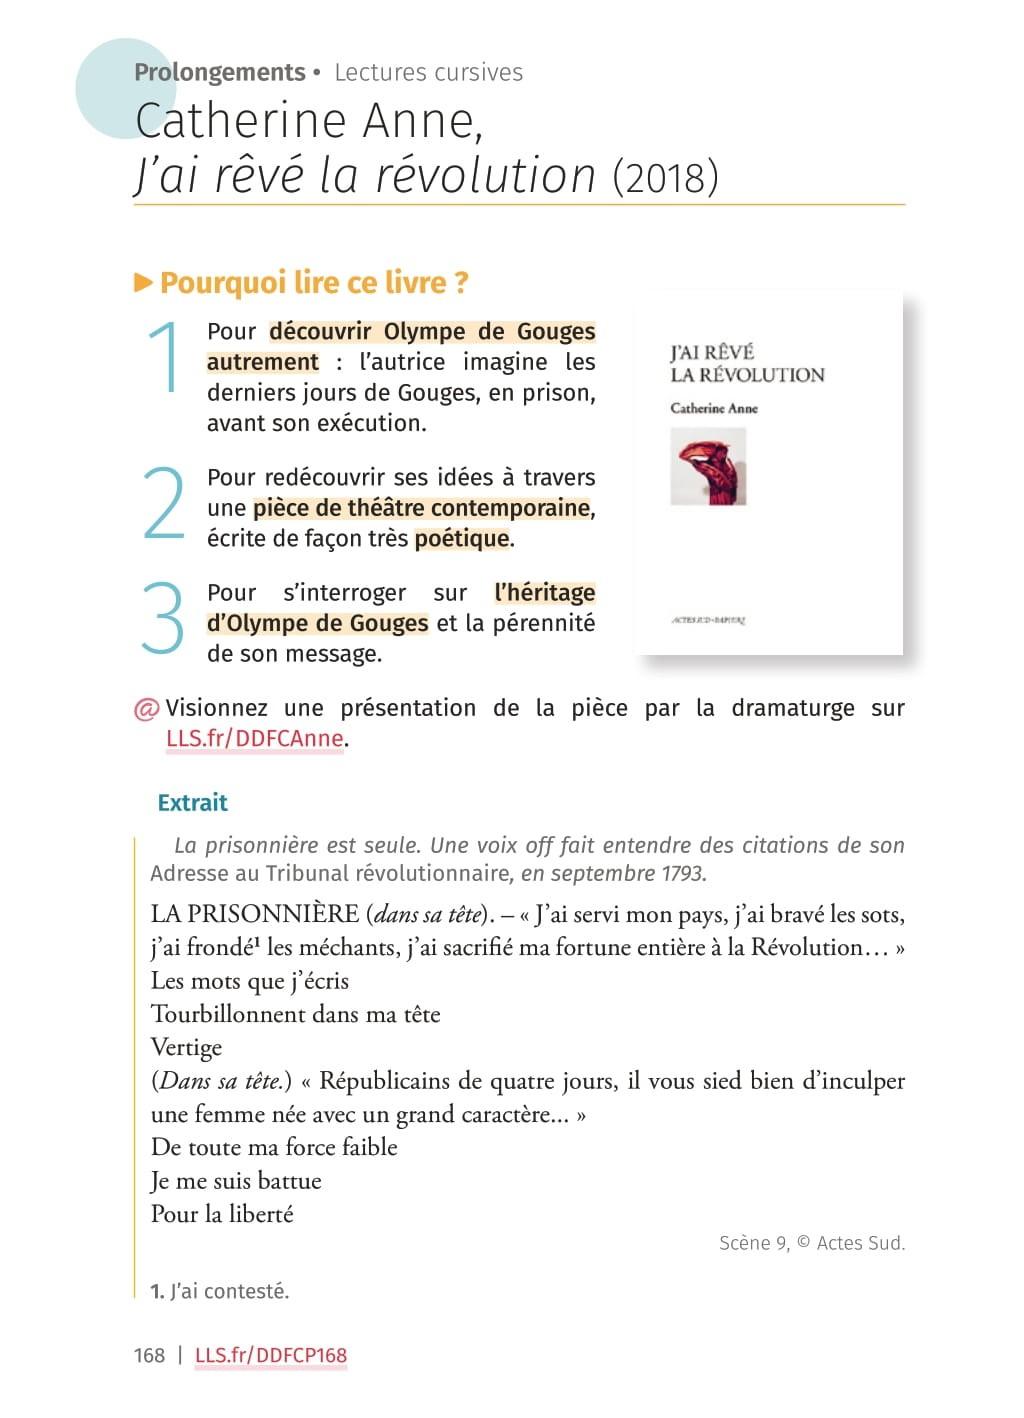 Prolongements • Lectures cursives
Catherine Anne,
J’ai rêvé la révolution (2018)
▶ Pourquoi lire ce livre ?
1
Pour découvrir Olympe de Gouges
autrement : l’autrice imagine les
derniers jours de Gouges, en prison,
avant son exécution.
2
Pour redécouvrir ses idées à travers
une pièce de théâtre contemporaine,
écrite de façon très poétique.
3
Pour s’interroger sur l’héritage
d’Olympe de Gouges et la pérennité
de son message.
J’AI RÊVÉ
LA RÉVOLUTION
Catherine Anne
ACTES SUD-PAPIERS
@ Visionnez une présentation de la pièce par la dramaturge sur
LLS.fr/DDFCAnne.
Extrait
La prisonnière est seule. Une voix off fait entendre des citations de son
Adresse au Tribunal révolutionnaire, en septembre 1793.
LA PRISONNIÈRE (dans sa tête). – « J’ai servi mon pays, j’ai bravé les sots,
j’ai frondé¹ les méchants, j’ai sacrifié ma fortune entière à la Révolution… »
Les mots que j’écris
Tourbillonnent dans ma tête
Vertige
(Dans sa tête.) « Républicains de quatre jours, il vous sied bien d’inculper
une femme née avec un grand caractère... »
De toute ma force faible
Je me suis battue
Pour la liberté
Scène 9, © Actes Sud.
1. J’ai contesté.
168 | LLS.fr/DDFCP168